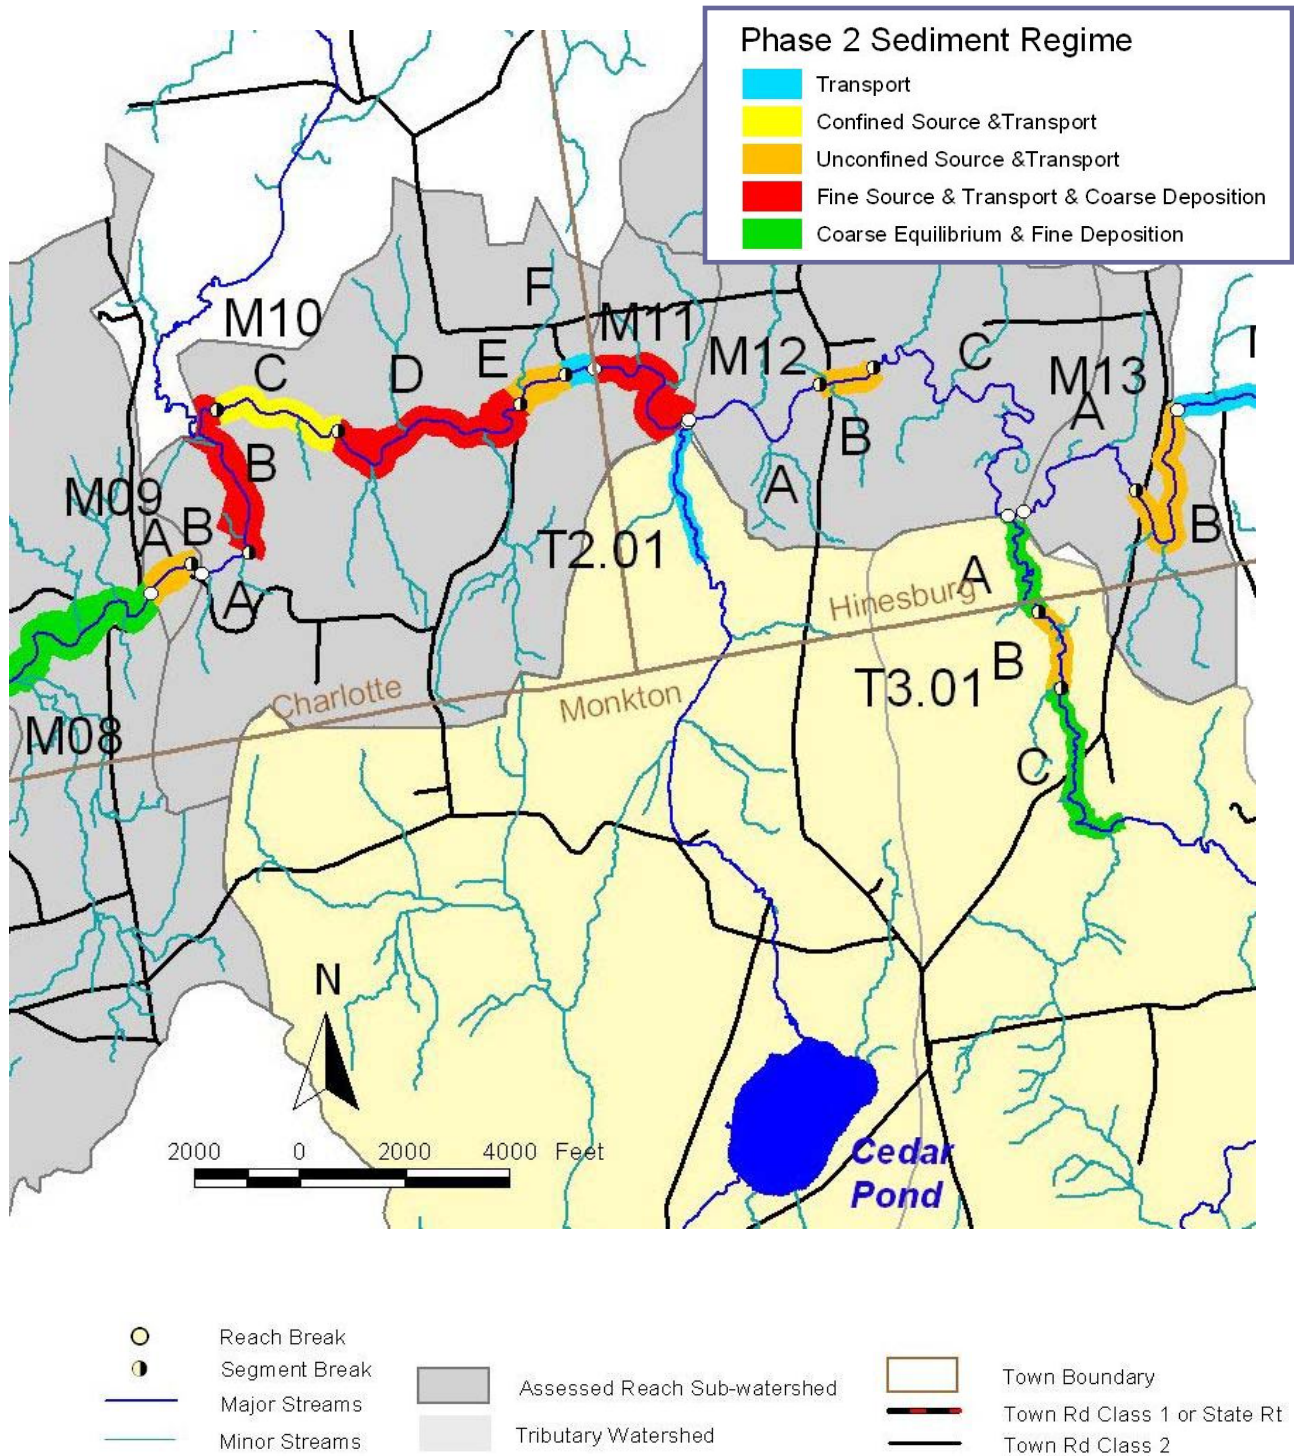 Phase 2 Sediment Regime
Transport
Confined Source &Transport
Unconfined Source &Transport
Fine Source & Transport & Coarse Deposition
Coarse Equilibrium & Fine Deposition
F
M10
M11
C
D
E
M12
C
M13
A
B
B
A
B
M09
A
B
A
T2.01
A
Hinesburg
B
T3.01
Charlotte
Monkton
M08
C
N
2000
0
2000
4000
Feet
Cedar
Pond
Reach Break
Segment Break
Major Streams
Minor Streams
Assessed Reach Sub-watershed
Tributary Watershed
Town Boundary
Town Rd Class 1 or State Rt
Town Rd Class 2